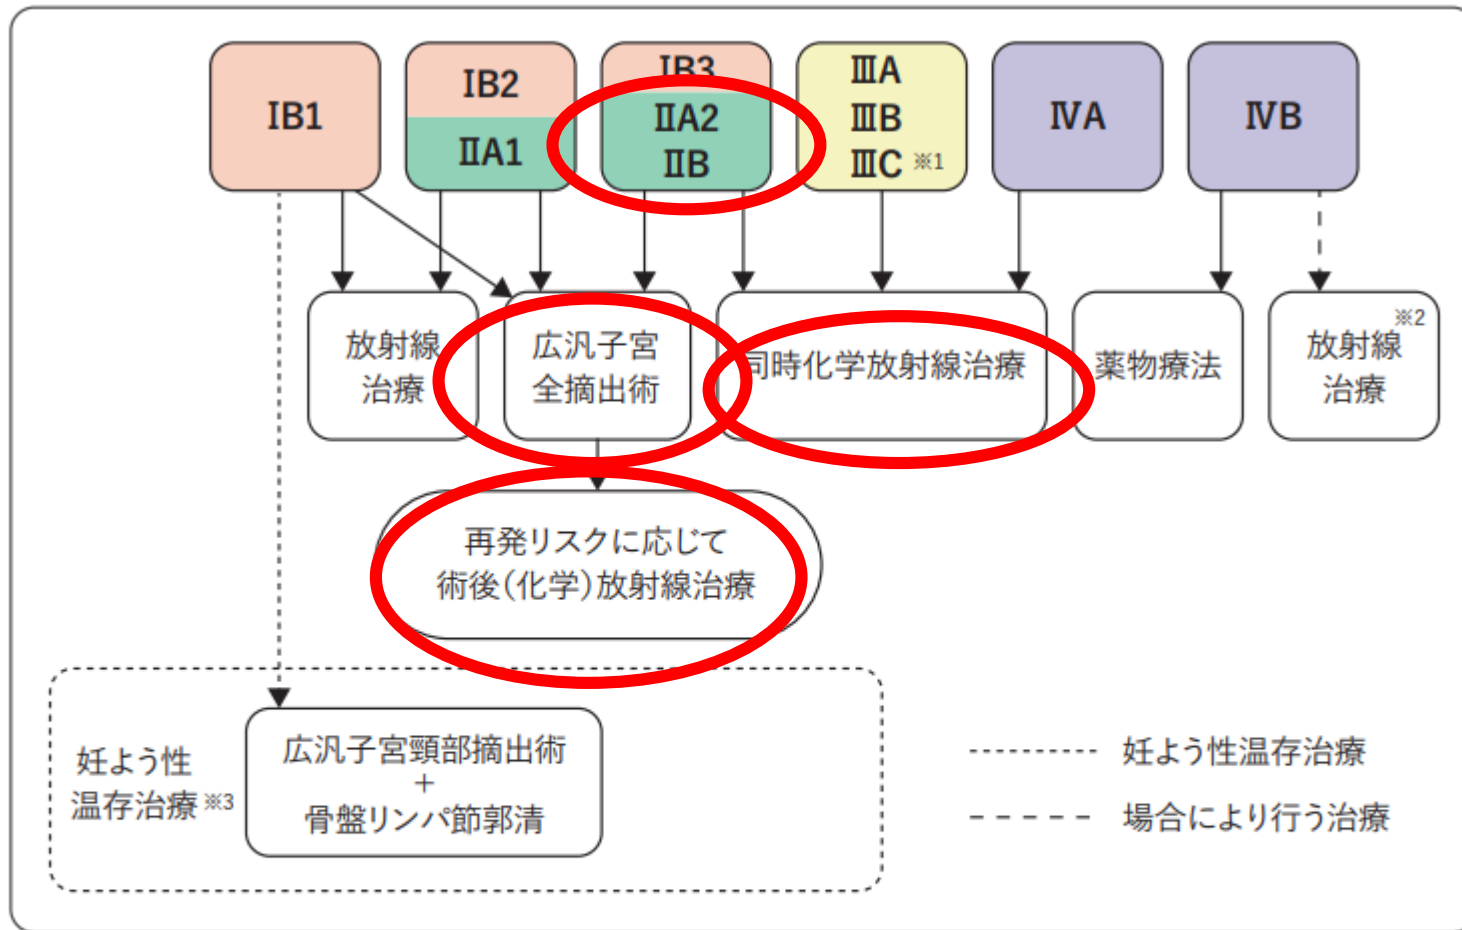 IB1
IB2
ⅡA1
IB3
ⅡA2
ⅡB
ⅢA
ⅢB
ⅢC ※1
ⅣA
ⅣB
放射線
治療
広汎子宮
全摘出術
同時化学放射線治療
薬物療法
※2
放射線
治療
再発リスクに応じて
術後(化学)放射線治療
妊よう性
温存治療※3
広汎子宮頸部摘出術
+
骨盤リンパ節郭清
妊よう性温存治療
場合により行う治療